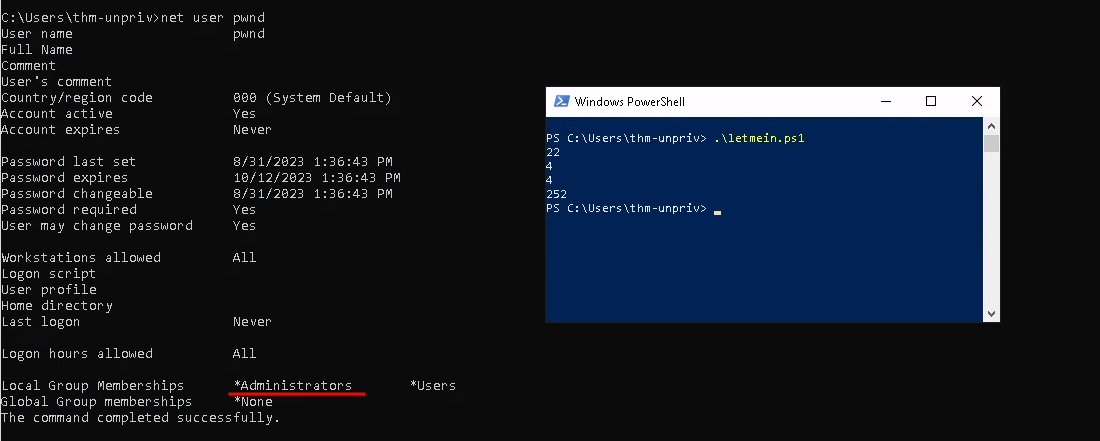 C:\Users\thm-unpriv>net user pwnd
User name                    pwnd
Full Name
Comment
User's comment
Country/region code          000 (System Default)
Account active               Yes
Account expires              Never
Password last set            8/31/2023 1:36:43 PM
Password expires             10/12/2023 1:36:43 PM
Password changeable          8/31/2023 1:36:43 PM
Password required            Yes
User may change password     Yes
Workstations allowed         All
Logon script
User profile
Home directory
Last logon                   Never
Logon hours allowed          All
Local Group Memberships      *Administrators       *Users
Global Group memberships     *None
The command completed successfully.
Windows PowerShell
PS C:\Users\thm-unpriv> .\letmein.ps1
22
4
4
252
PS C:\Users\thm-unpriv>